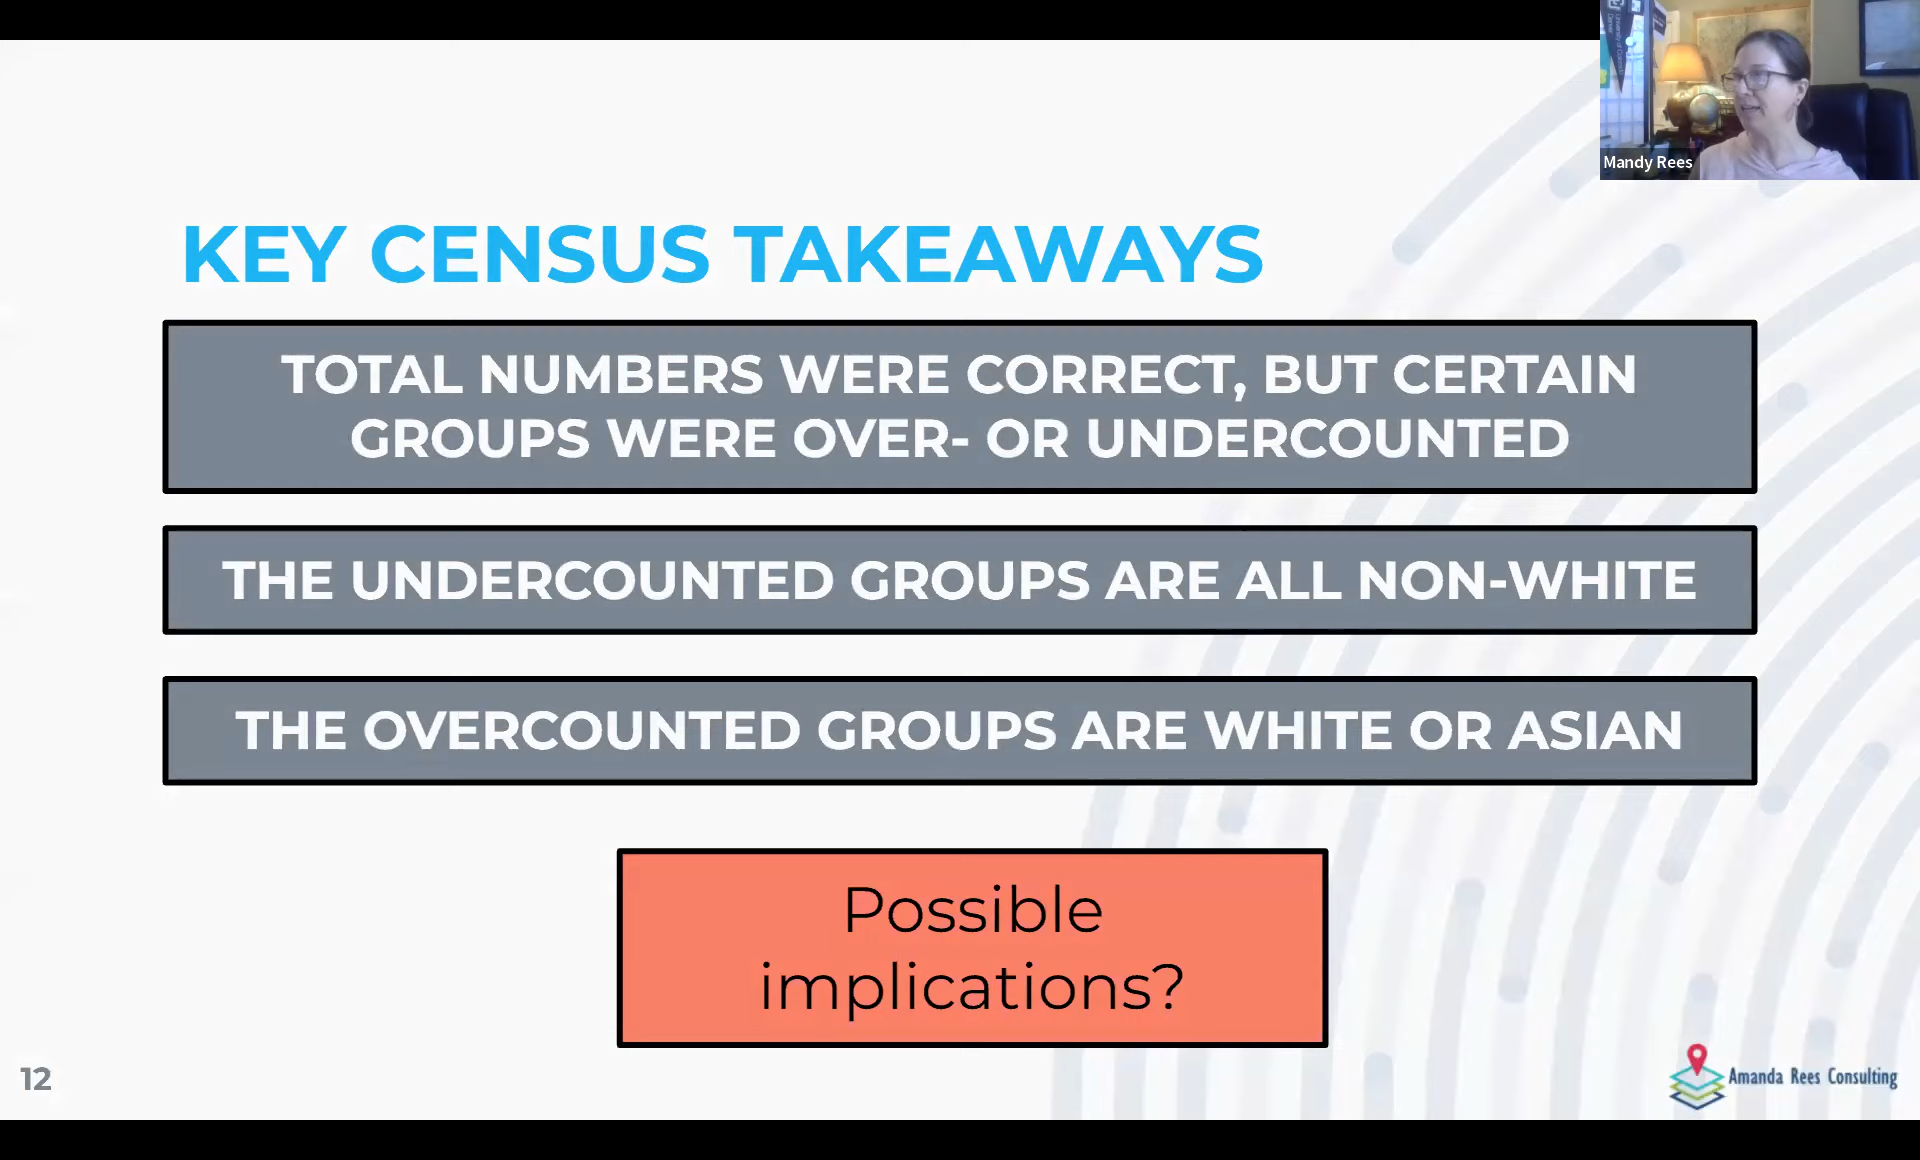 Mandy Rees
KEY CENSUS TAKEAWAYS
TOTAL NUMBERS WERE CORRECT, BUT CERTAIN
GROUPS WERE OVER- OR UNDERCOUNTED
THE UNDERCOUNTED GROUPS ARE ALL NON-WHITE
THE OVERCOUNTED GROUPS ARE WHITE OR ASIAN
Possible
implications?
12
Amanda Rees Consulting